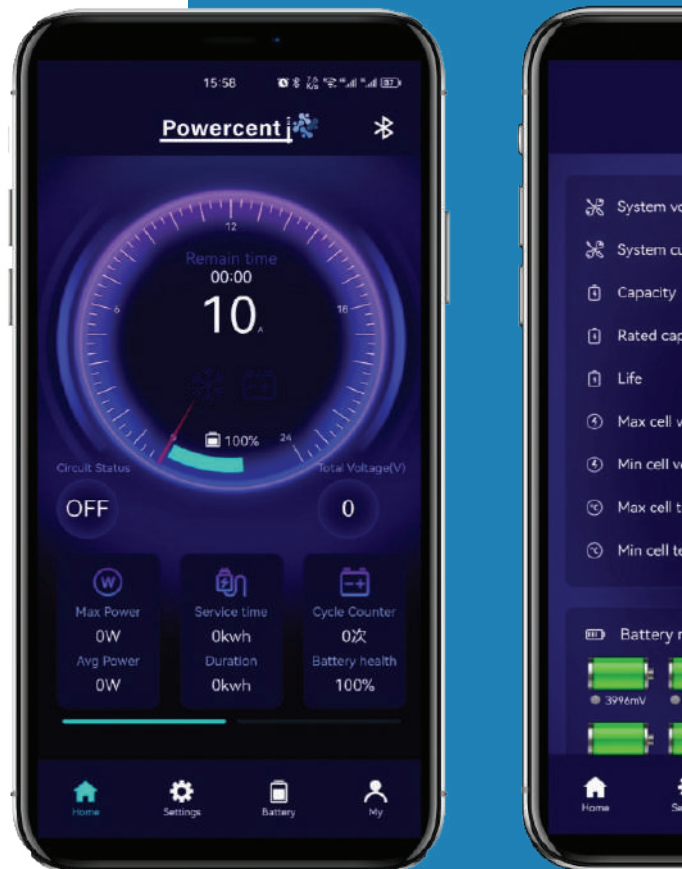 15:58
Powercent j
12
Remain time
00:00
10 A
6
18
100%
24
Circuit Status
Total Voltage(V)
OFF
0
W
Max Power
0W
Avg Power
0W
Service time
0kwh
Duration
0kwh
Cycle Counter
0次
Battery health
100%
Home
Settings
Battery
My
System vo
System cu
Capacity
Rated cap
Life
Max cell v
Min cell vo
℃ Max cell t
℃ Min cell te
Battery r
3996mV
Home
Se